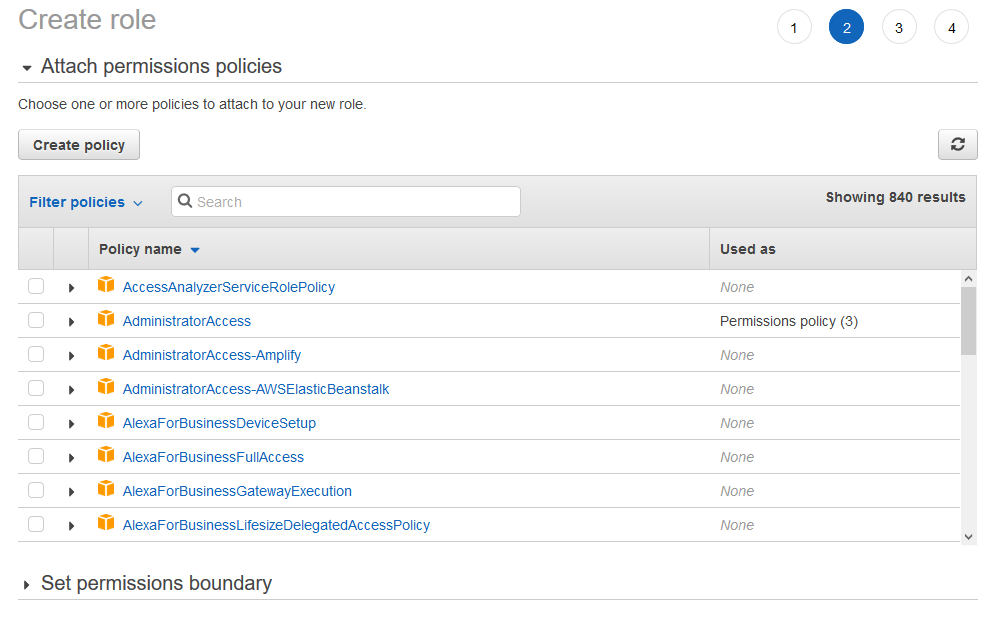 Create role
1 2 3 4
Attach permissions policies
Choose one or more policies to attach to your new role.
Create policy
Filter policies Search Showing 840 results
Policy name Used as
AccessAnalyzerServiceRolePolicy None
AdministratorAccess Permissions policy (3)
AdministratorAccess-Amplify None
AdministratorAccess-AWSElasticBeanstalk None
AlexaForBusinessDeviceSetup None
AlexaForBusinessFullAccess None
AlexaForBusinessGatewayExecution None
AlexaForBusinessLifesizeDelegatedAccessPolicy None
Set permissions boundary